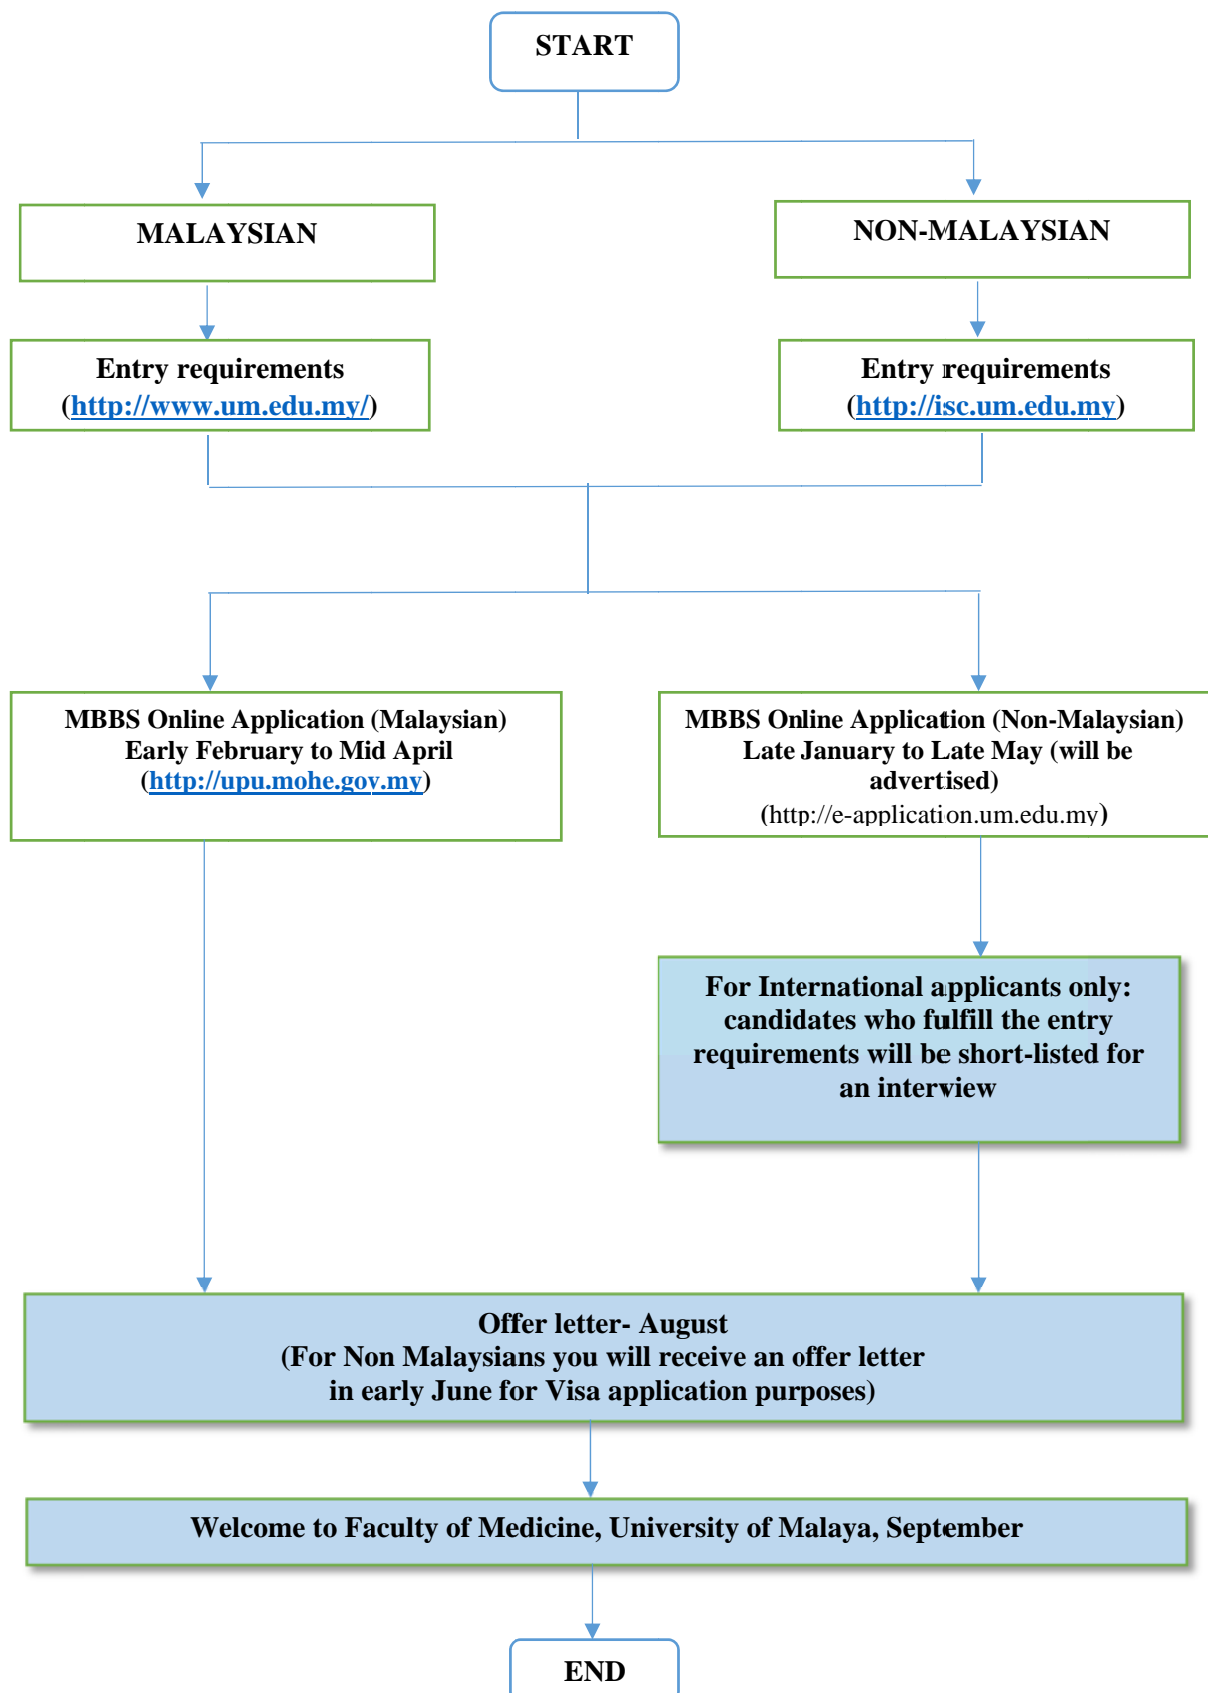 START
MALAYSIAN
NON-MALAYSIAN
Entry requirements
(http://www.um.edu.my/)
Entry requirements
(http://isc.um.edu.my)
MBBS Online Application (Malaysian)
Early February to Mid April
(http://upu.mohe.gov.my)
MBBS Online Application (Non-Malaysian)
Late January to Late May (will be
advertised)
(http://e-application.um.edu.my)
For International applicants only:
candidates who fulfill the entry
requirements will be short-listed for
an interview
Offer letter- August
(For Non Malaysians you will receive an offer letter
in early June for Visa application purposes)
Welcome to Faculty of Medicine, University of Malaya, September
END